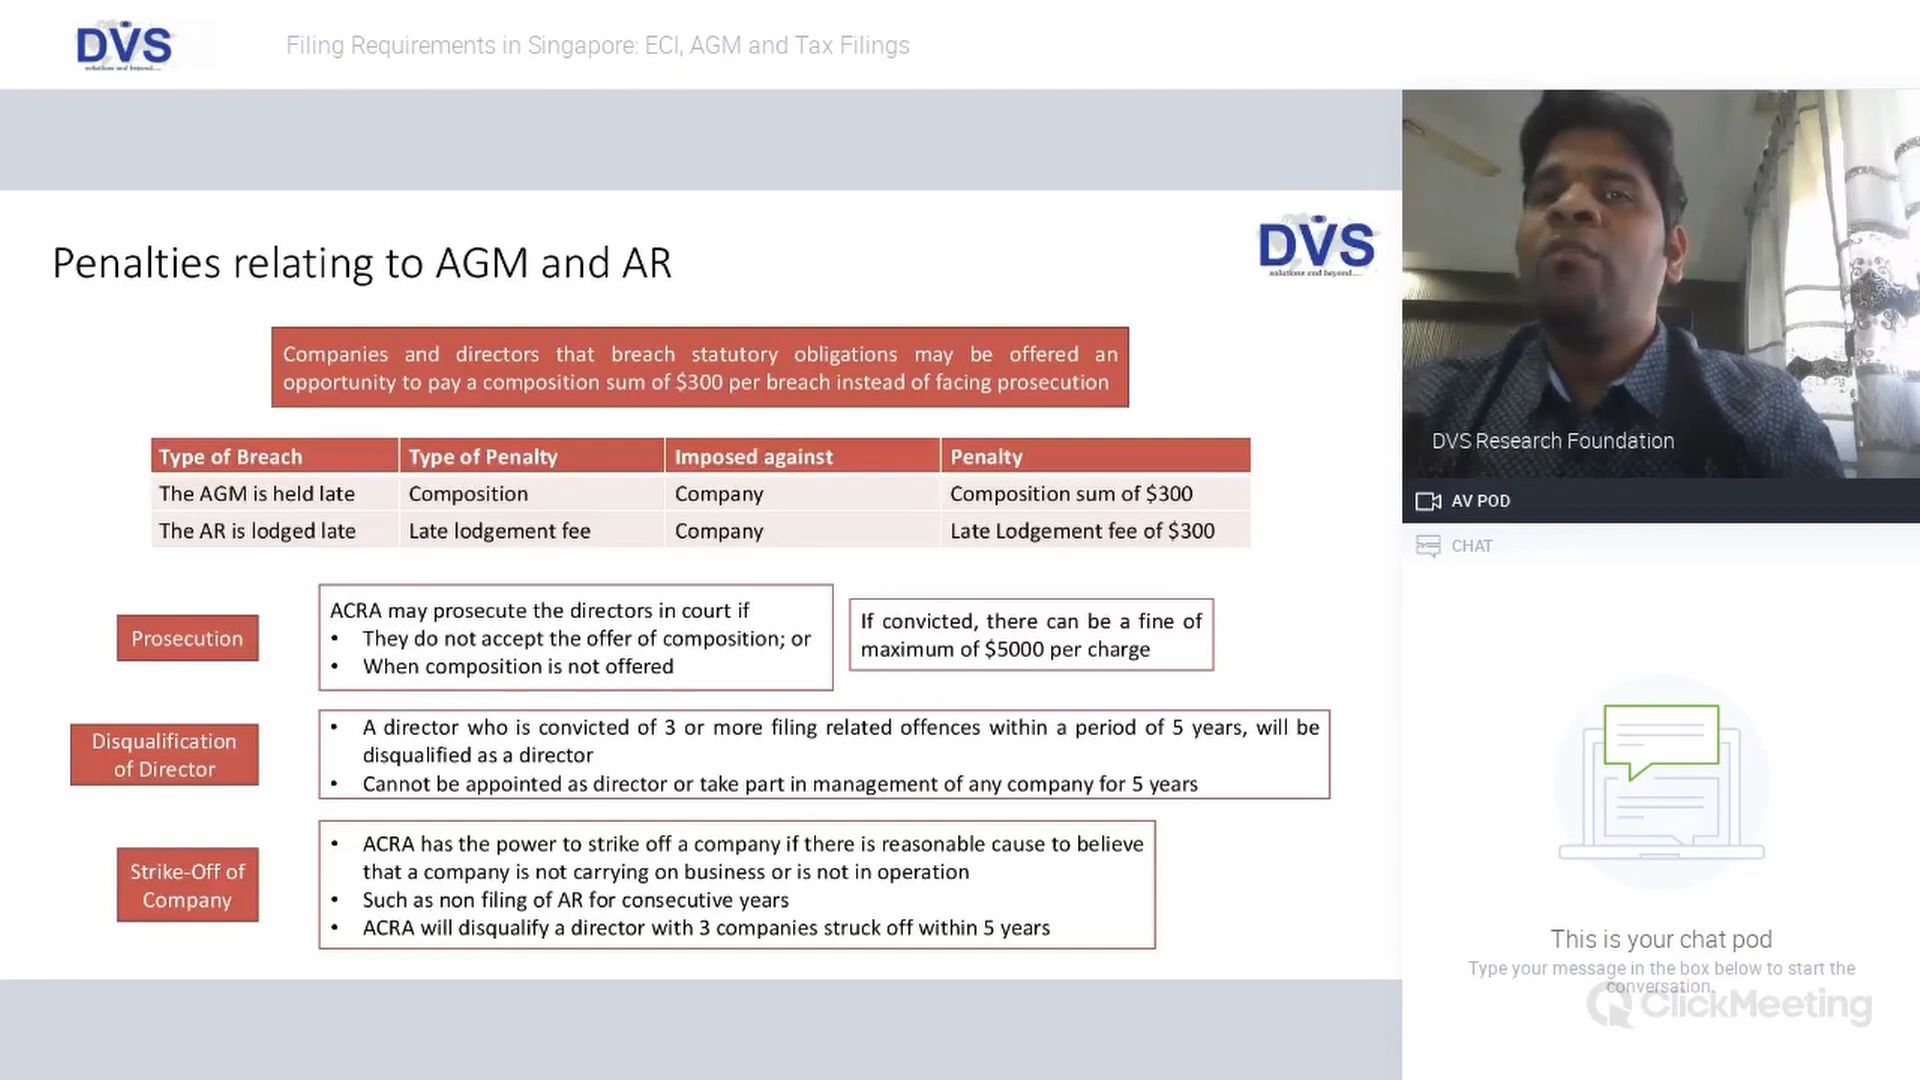 DVS
solutions and beyond....
Filing Requirements in Singapore: ECI, AGM and Tax Filings
Penalties relating to AGM and AR
DVS
solutions and beyond....
Companies and directors that breach statutory obligations may be offered an
opportunity to pay a composition sum of $300 per breach instead of facing prosecution
Type of Breach Type of Penalty Imposed against Penalty
The AGM is held late Composition Company Composition sum of $300
The AR is lodged late Late lodgement fee Company Late Lodgement fee of $300
Prosecution
ACRA may prosecute the directors in court if
• They do not accept the offer of composition; or
• When composition is not offered
If convicted, there can be a fine of
maximum of $5000 per charge
Disqualification
of Director
• A director who is convicted of 3 or more filing related offences within a period of 5 years, will be
disqualified as a director
• Cannot be appointed as director or take part in management of any company for 5 years
Strike-Off of
Company
• ACRA has the power to strike off a company if there is reasonable cause to believe
that a company is not carrying on business or is not in operation
• Such as non filing of AR for consecutive years
• ACRA will disqualify a director with 3 companies struck off within 5 years
DVS Research Foundation
AV POD
CHAT
This is your chat pod
Type your message in the box below to start the
conversation.
ClickMeeting